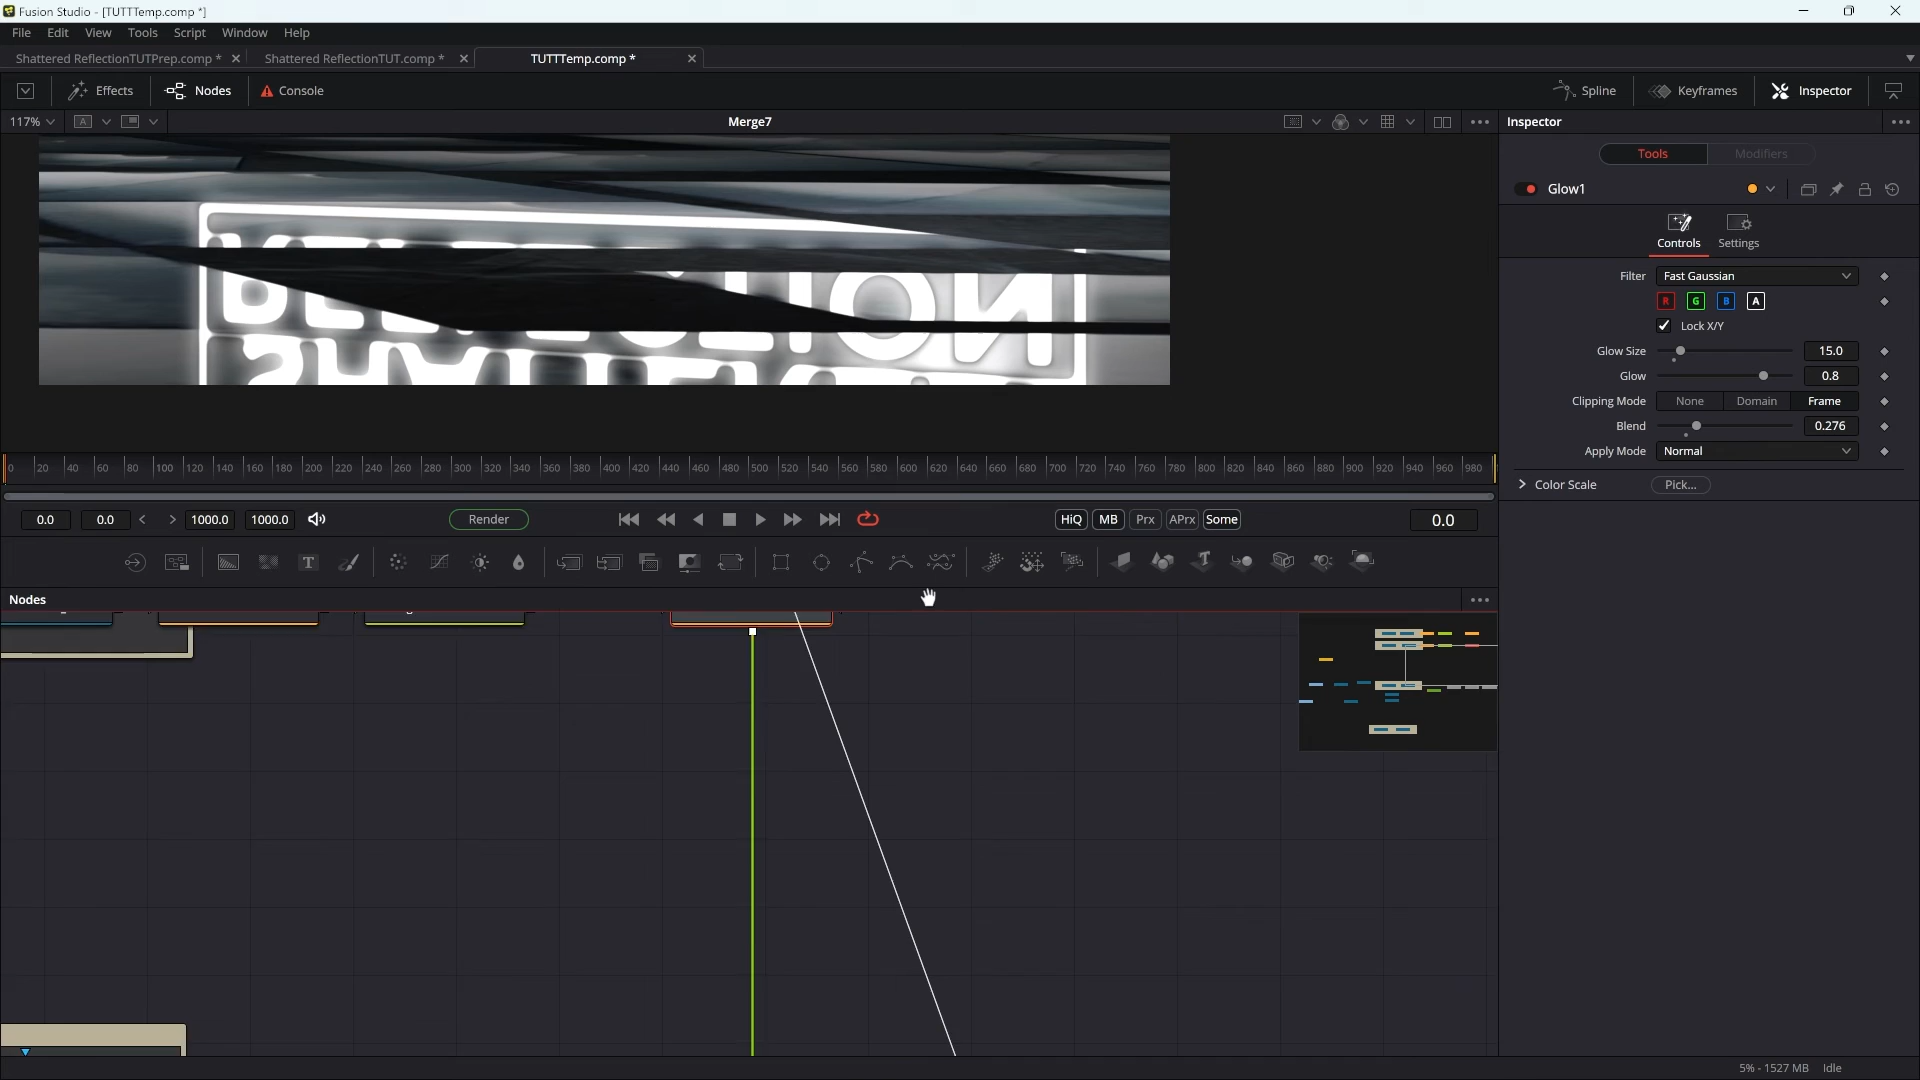 Fusion Studio - [TUTTTemp.comp *]
File Edit View Tools Script Window Help
Shattered ReflectionTUTPrep.comp * Shattered ReflectionTUT.comp * TUTTTemp.comp *
Effects Nodes Console Spline Keyframes Inspector
117% A Merge7 Inspector
Tools Modifiers
Glow1
Controls Settings
Filter Fast Gaussian
R G B A
Lock X/Y
Glow Size 15.0
Glow 0.8
Clipping Mode None Domain Frame
Blend 0.276
Apply Mode Normal
Color Scale Pick...
0 20 40 60 80 100 120 140 160 180 200 220 240 260 280 300 320 340 360 380 400 420 440 460 480 500 520 540 560 580 600 620 640 660 680 700 720 740 760 780 800 820 840 860 880 900 920 940 960 980
0.0 0.0 < > 1000.0 1000.0 Render HiQ MB Prx APrx Some 0.0
Nodes
5% - 1527 MB Idle